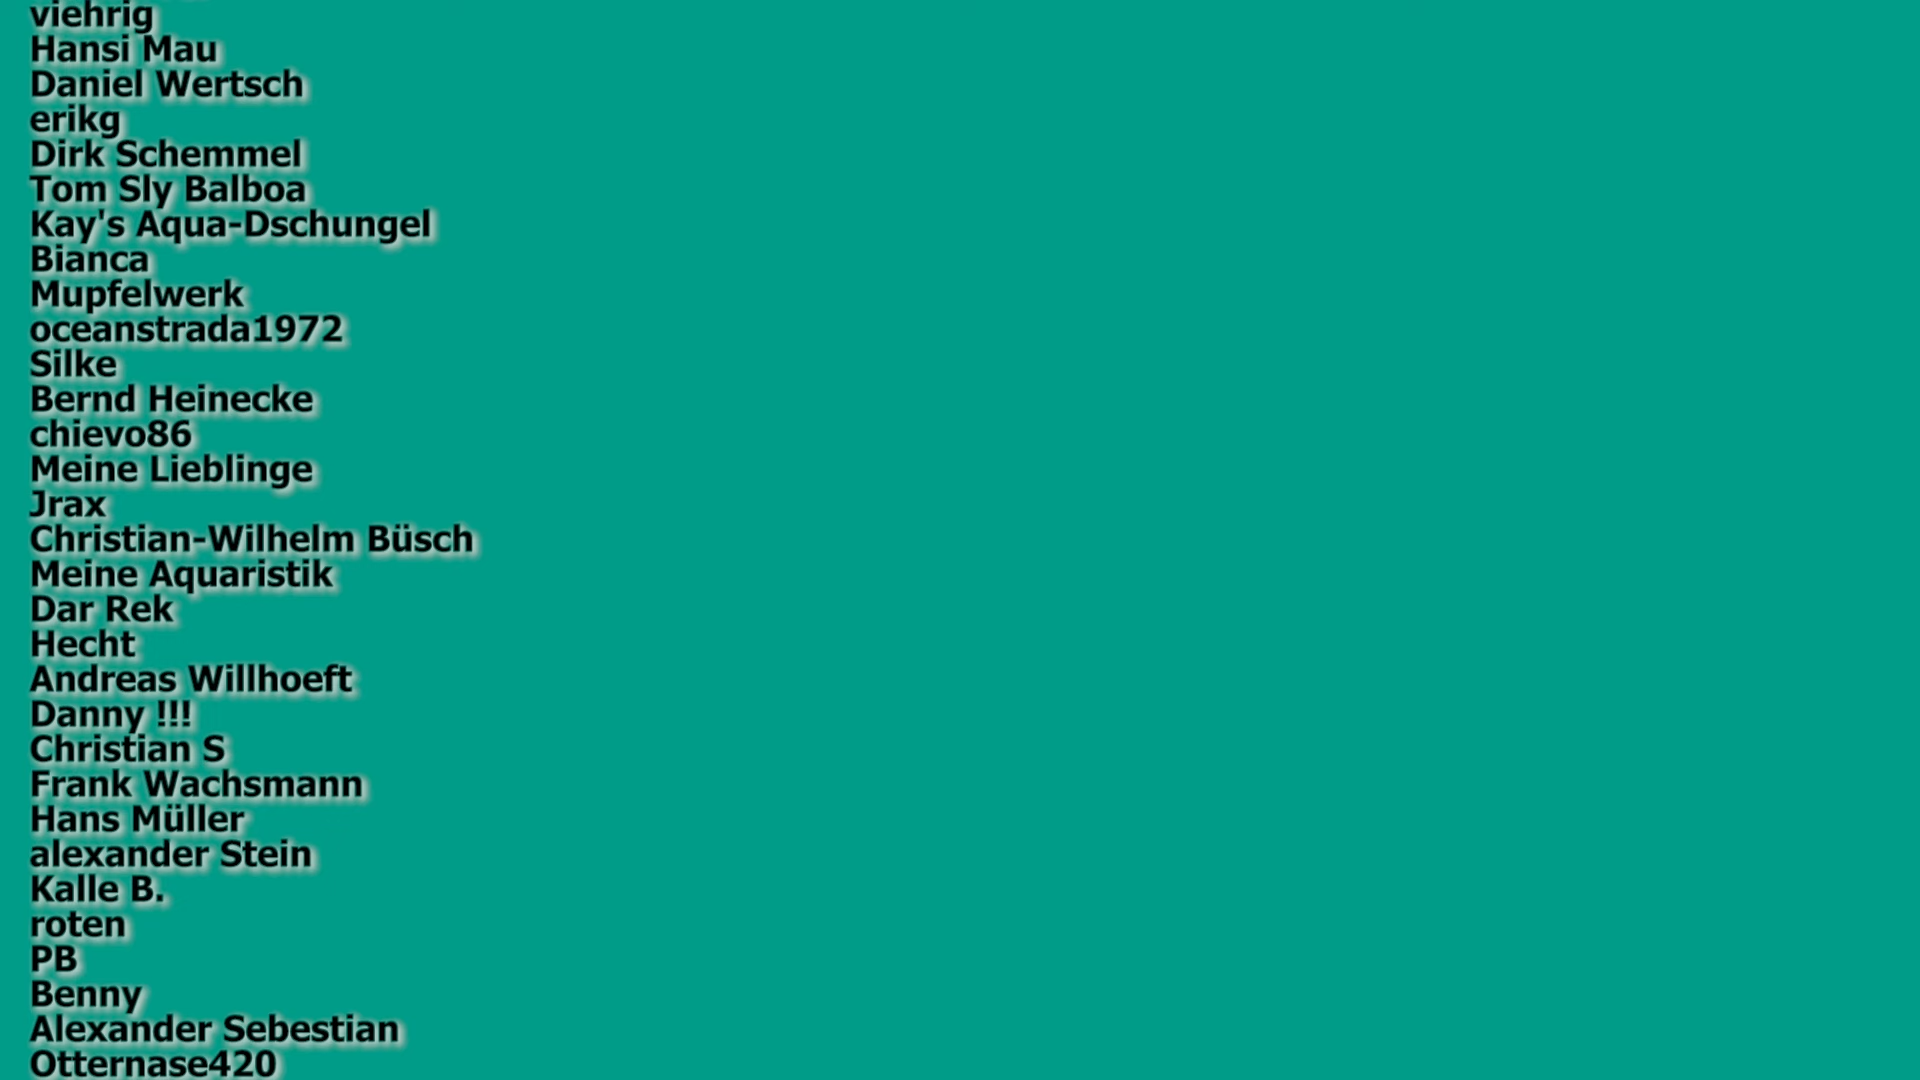 viehrig
Hansi Mau
Daniel Wertsch
erikg
Dirk Schemmel
Tom Sly Balboa
Kay's Aqua-Dschungel
Bianca
Mupfelwerk
oceanstrada1972
Silke
Bernd Heinecke
chievo86
Meine Lieblinge
Jrax
Christian-Wilhelm Büsch
Meine Aquaristik
Dar Rek
Hecht
Andreas Willhoeft
Danny !!!
Christian S
Frank Wachsmann
Hans Müller
alexander Stein
Kalle B.
roten
PB
Benny
Alexander Sebestian
Otternase420